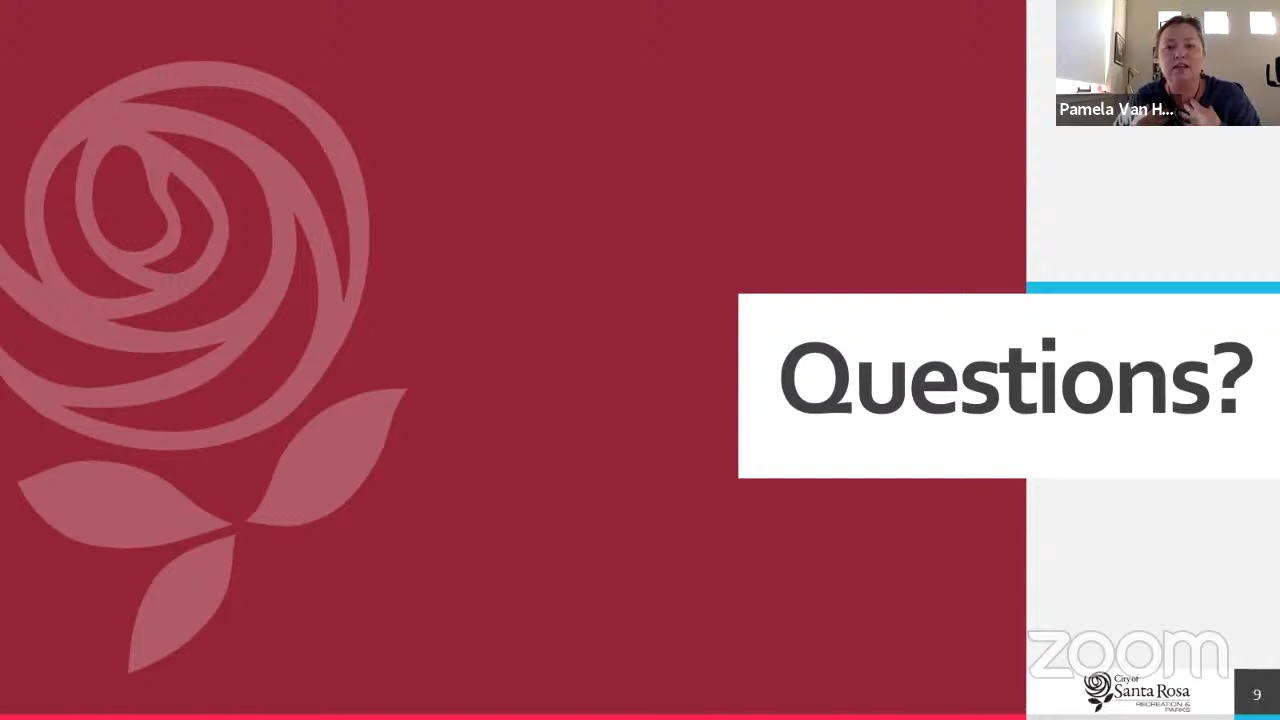 Pamela Van H...
Questions?
zoom
City of
Santa Rosa
RECREATION &
PARKS
9